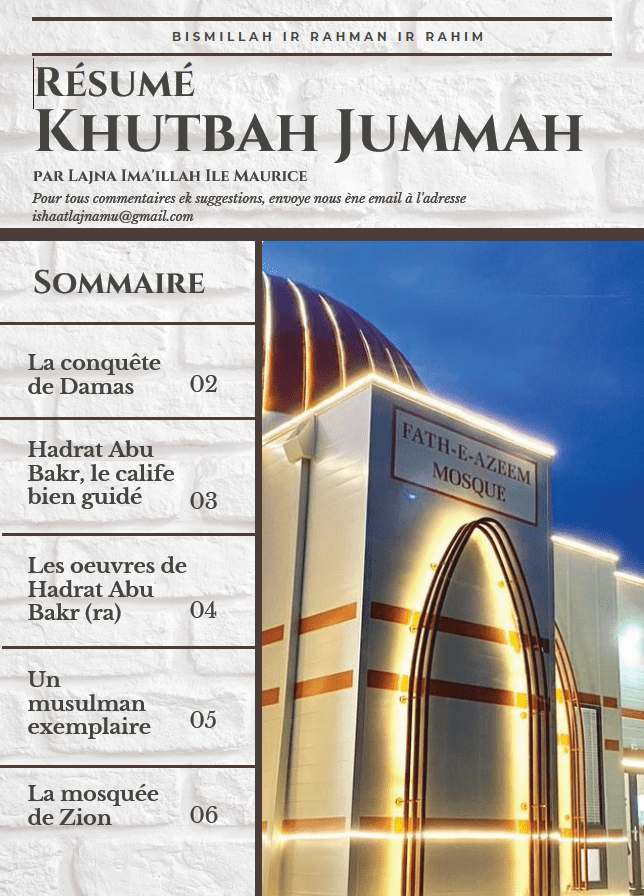 BISMILLAH IR RAHMAN IR RAHIM
RÉSUMÉ
KHUTBAH JUMMAH
PAR LAJNA IMA'ILLAH ILE MAURICE
Pour tous commentaires ek suggestions, envoye nous ène email à l'adresse
ishaatlajnamu@gmail.com
SOMMAIRE
La conquête
de Damas 02
Hadrat Abu
Bakr, le calife
bien guidé 03
Les oeuvres de
Hadrat Abu
Bakr (ra) 04
Un
musulman
exemplaire 05
La mosquée
de Zion 06
FATH-E-AZEEM
MOSQUE